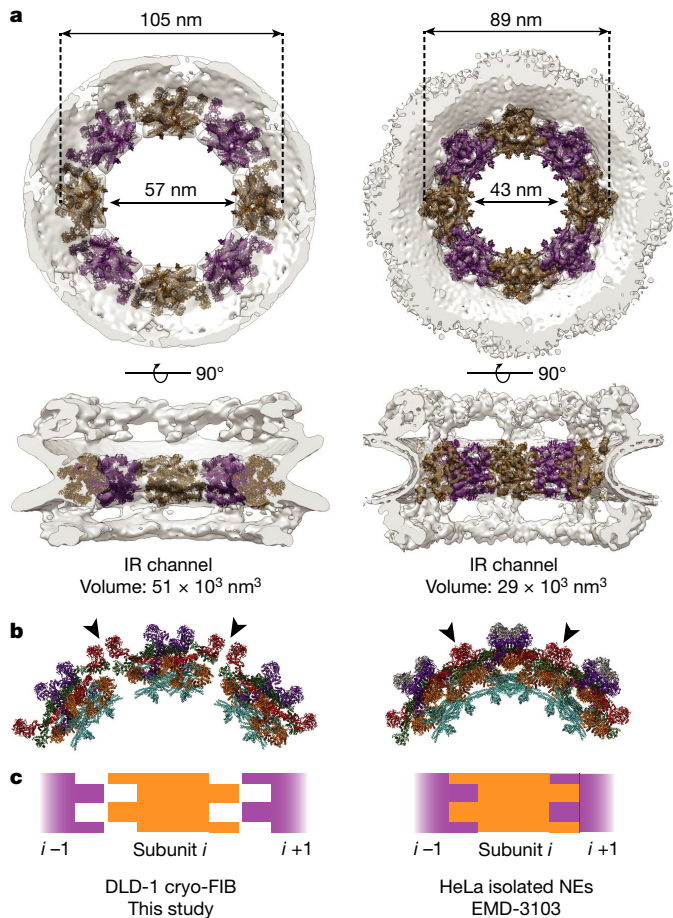 a
105 nm
89 nm
57 nm
43 nm
90°
90°
IR channel
Volume: 51 × 10³ nm³
IR channel
Volume: 29 × 10³ nm³
b
c
i –1
Subunit i
i +1
i –1
Subunit i
i +1
DLD-1 cryo-FIB
This study
HeLa isolated NEs
EMD-3103